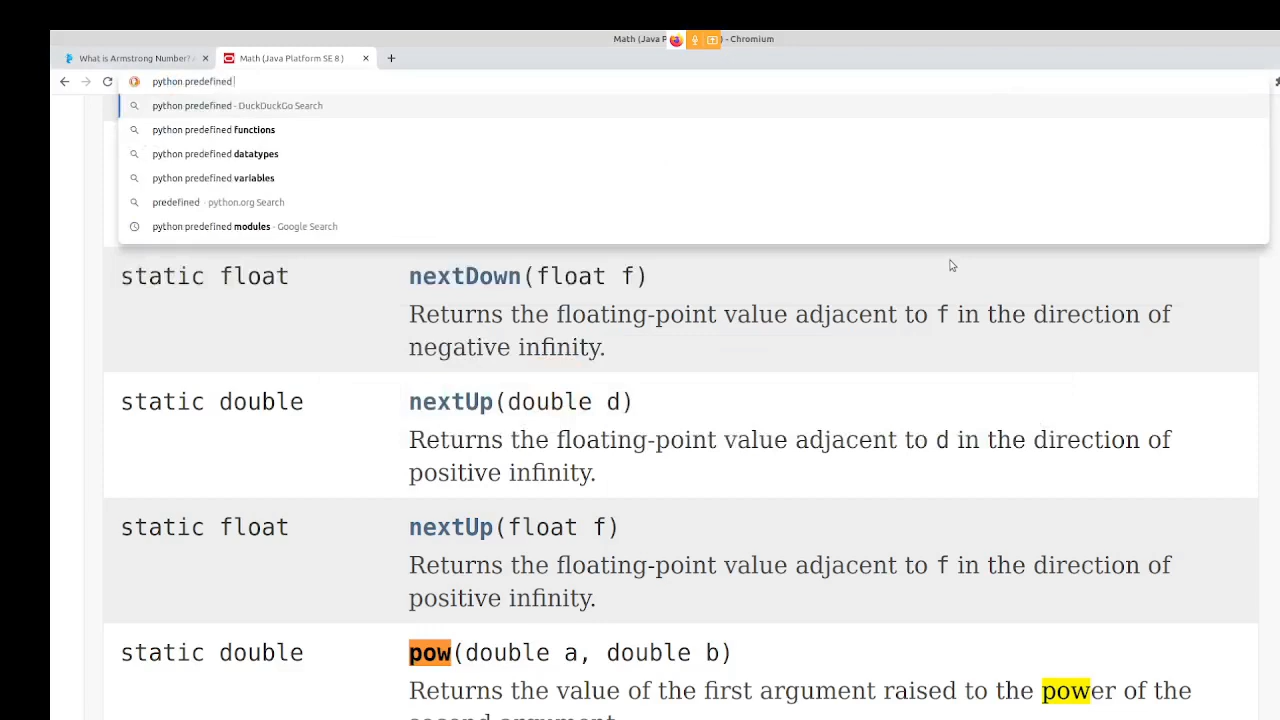 Math (Java P - Chromium
What is Armstrong Number?
Math (Java Platform SE 8)
python predefined
python predefined - DuckDuckGo Search
python predefined functions
python predefined datatypes
python predefined variables
predefined - python.org Search
python predefined modules - Google Search
static float nextDown(float f)
Returns the floating-point value adjacent to f in the direction of
negative infinity.
static double nextUp(double d)
Returns the floating-point value adjacent to d in the direction of
positive infinity.
static float nextUp(float f)
Returns the floating-point value adjacent to f in the direction of
positive infinity.
static double pow(double a, double b)
Returns the value of the first argument raised to the power of the
second argument.